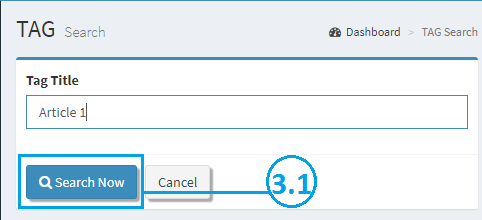 TAG Search
Dashboard > TAG Search
Tag Title
Article 1
Search Now
Cancel
3.1